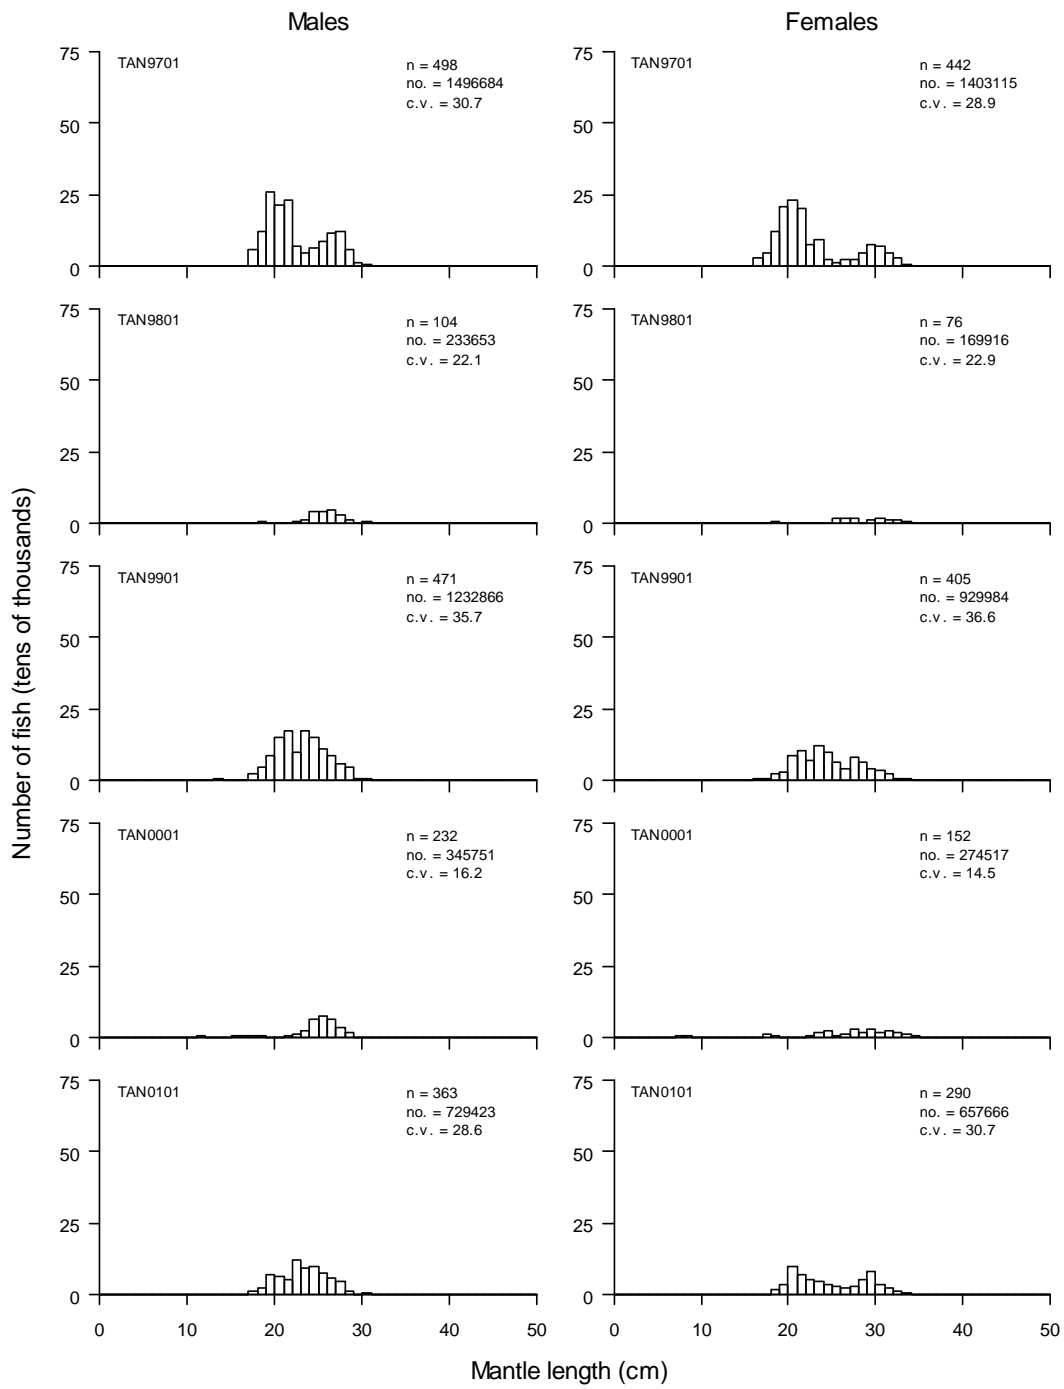 Males Females
75 TAN9701 n = 498 75 TAN9701 n = 442
no. = 1496684 no. = 1403115
c.v. = 30.7 c.v. = 28.9
50 50
25 25
0 0
75 TAN9801 n = 104 75 TAN9801 n = 76
no. = 233653 no. = 169916
c.v. = 22.1 c.v. = 22.9
50 50
25 25
0 0
Number of fish (tens of thousands)
75 TAN9901 n = 471 75 TAN9901 n = 405
no. = 1232866 no. = 929984
c.v. = 35.7 c.v. = 36.6
50 50
25 25
0 0
75 TAN0001 n = 232 75 TAN0001 n = 152
no. = 345751 no. = 274517
c.v. = 16.2 c.v. = 14.5
50 50
25 25
0 0
75 TAN0101 n = 363 75 TAN0101 n = 290
no. = 729423 no. = 657666
c.v. = 28.6 c.v. = 30.7
50 50
25 25
0 0
0 10 20 30 40 50 0 10 20 30 40 50
Mantle length (cm)